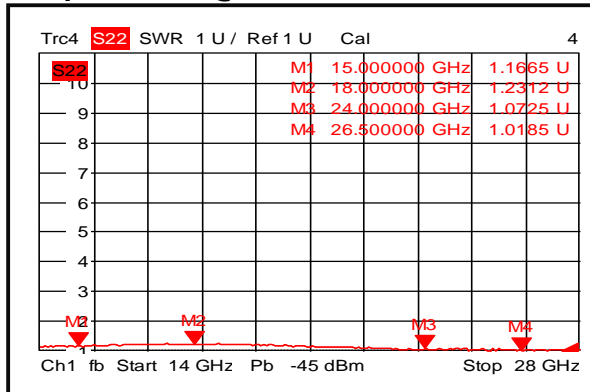 Trc4 S22 SWR 1 U / Ref 1 U Cal 4
S22
M1 15.000000 GHz 1.1665 U
10
M2 18.000000 GHz 1.2312 U
M3 24.000000 GHz 1.0725 U
9
M4 26.500000 GHz 1.0185 U
8
7
6
5
4
3
2
M2 M3 M4
1
Ch1 fb Start 14 GHz Pb -45 dBm Stop 28 GHz